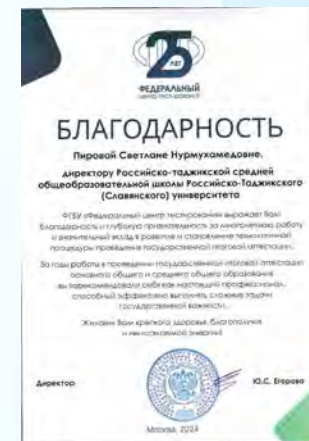 25 ЛЕТ
ФЕДЕРАЛЬНЫЙ
ЦЕНТР ТЕСТИРОВАНИЯ
БЛАГОДАРНОСТЬ
Пировой Светлане Нурмухамедовне,
директору Российско-таджикской средней
общеобразовательной школы Российско-Таджикского
(Славянского) университета
ФГБУ «Федеральный центр тестирования» выражает Вам
благодарность и глубокую признательность за многолетнюю работу
и значительный вклад в развитие и становление технологичной
процедуры проведения государственной итоговой аттестации.
За годы работы в проведении государственной итоговой аттестации
основного общего и среднего общего образования
вы зарекомендовали себя как настоящий профессионал,
способный эффективно выполнять сложные задачи
государственной важности.
Желаем Вам крепкого здоровья, благополучия
и неиссякаемой энергии!
Директор
Ю.С. Егорова
Москва, 2024